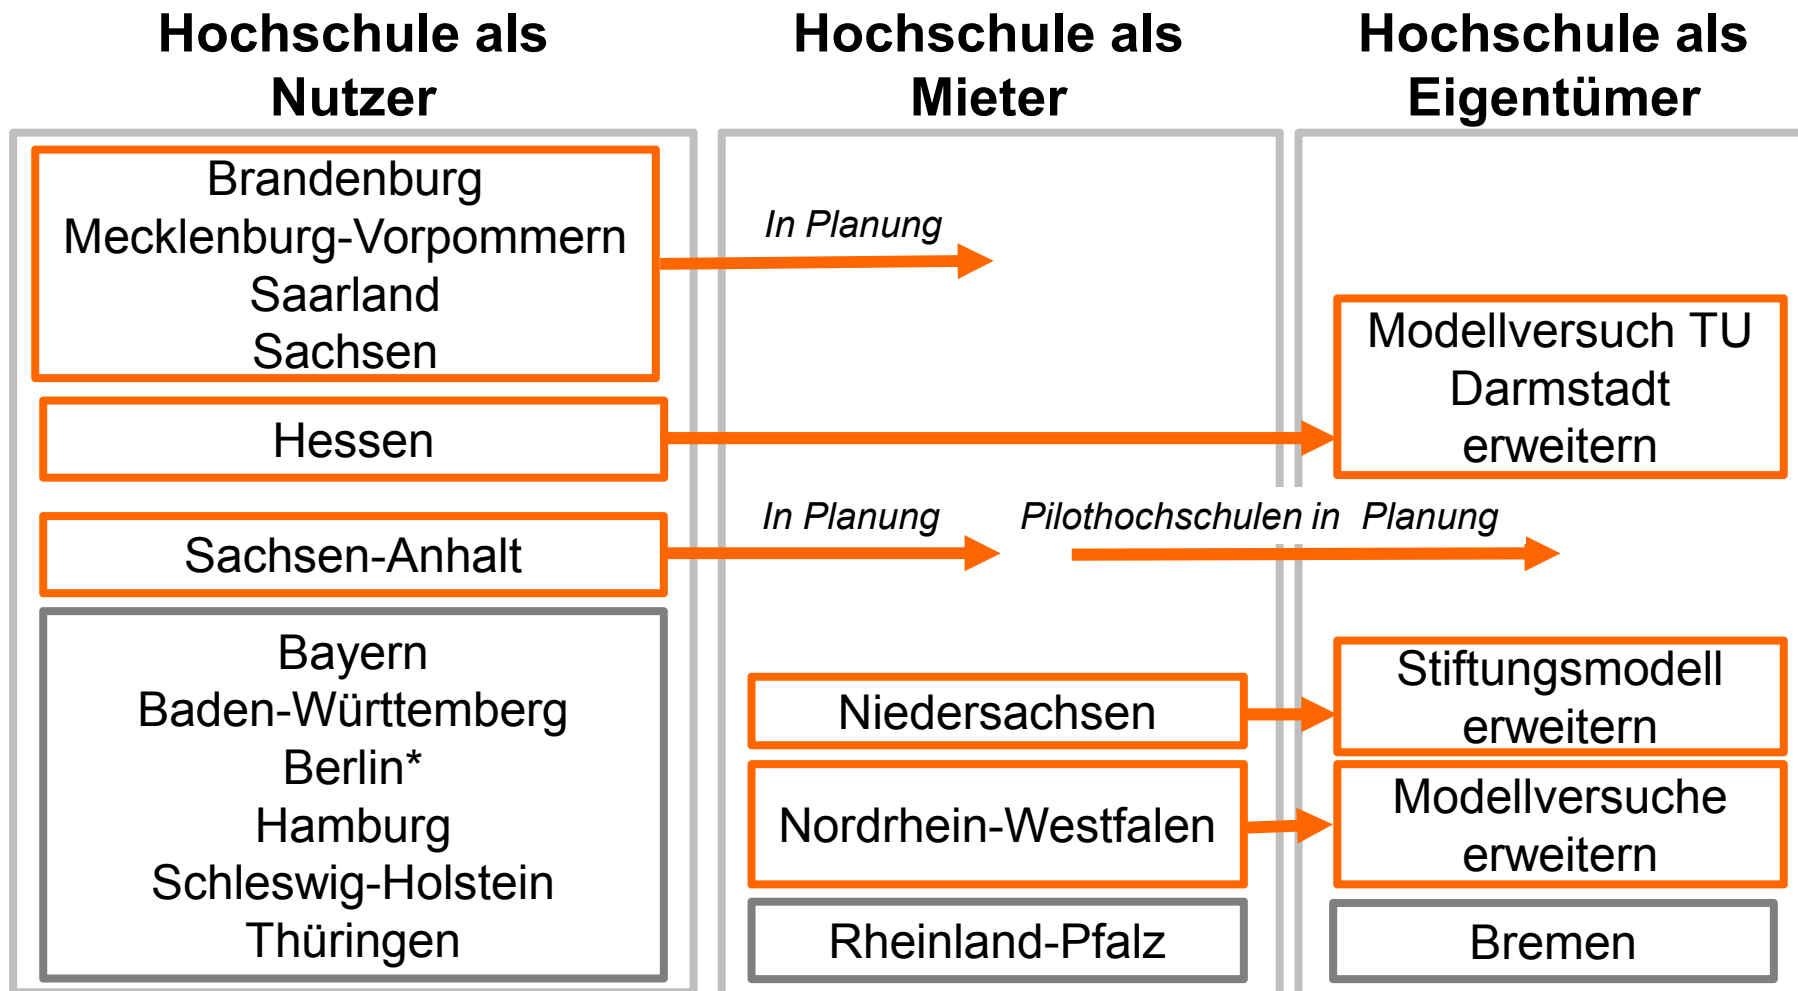 Hochschule als
Nutzer
Hochschule als
Mieter
Hochschule als
Eigentümer
Brandenburg
Mecklenburg-Vorpommern
Saarland
Sachsen
In Planung
Modellversuch TU
Darmstadt
erweitern
Hessen
Sachsen-Anhalt
In Planung
Pilothochschulen in Planung
Bayern
Baden-Württemberg
Berlin*
Hamburg
Schleswig-Holstein
Thüringen
Niedersachsen
Stiftungsmodell
erweitern
Nordrhein-Westfalen
Modellversuche
erweitern
Rheinland-Pfalz
Bremen